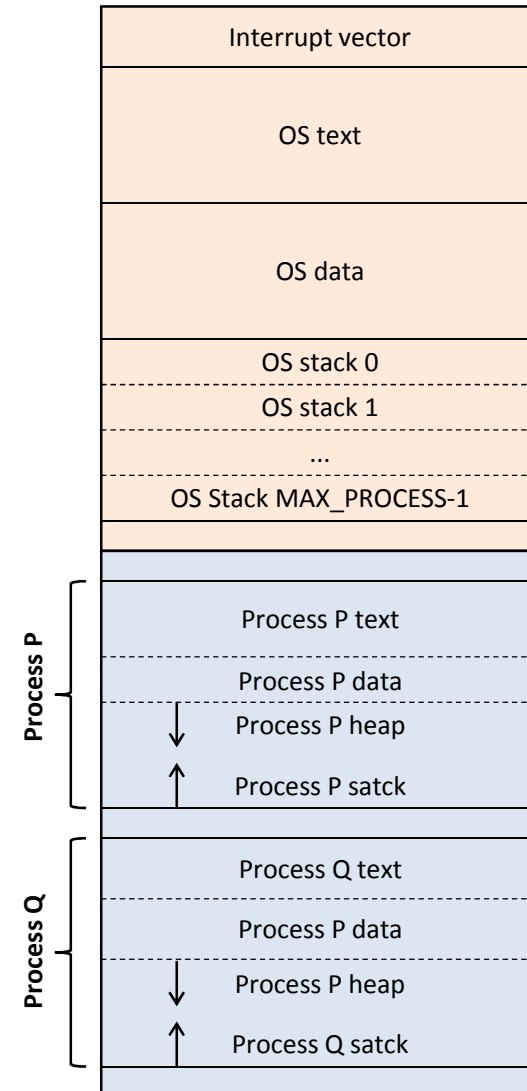 Interrupt vector
OS text
OS data
OS stack 0
OS stack 1
...
OS Stack MAX_PROCESS-1
Process P
Process P text
Process P data
Process P heap
Process P satck
Process Q
Process Q text
Process P data
Process P heap
Process Q satck